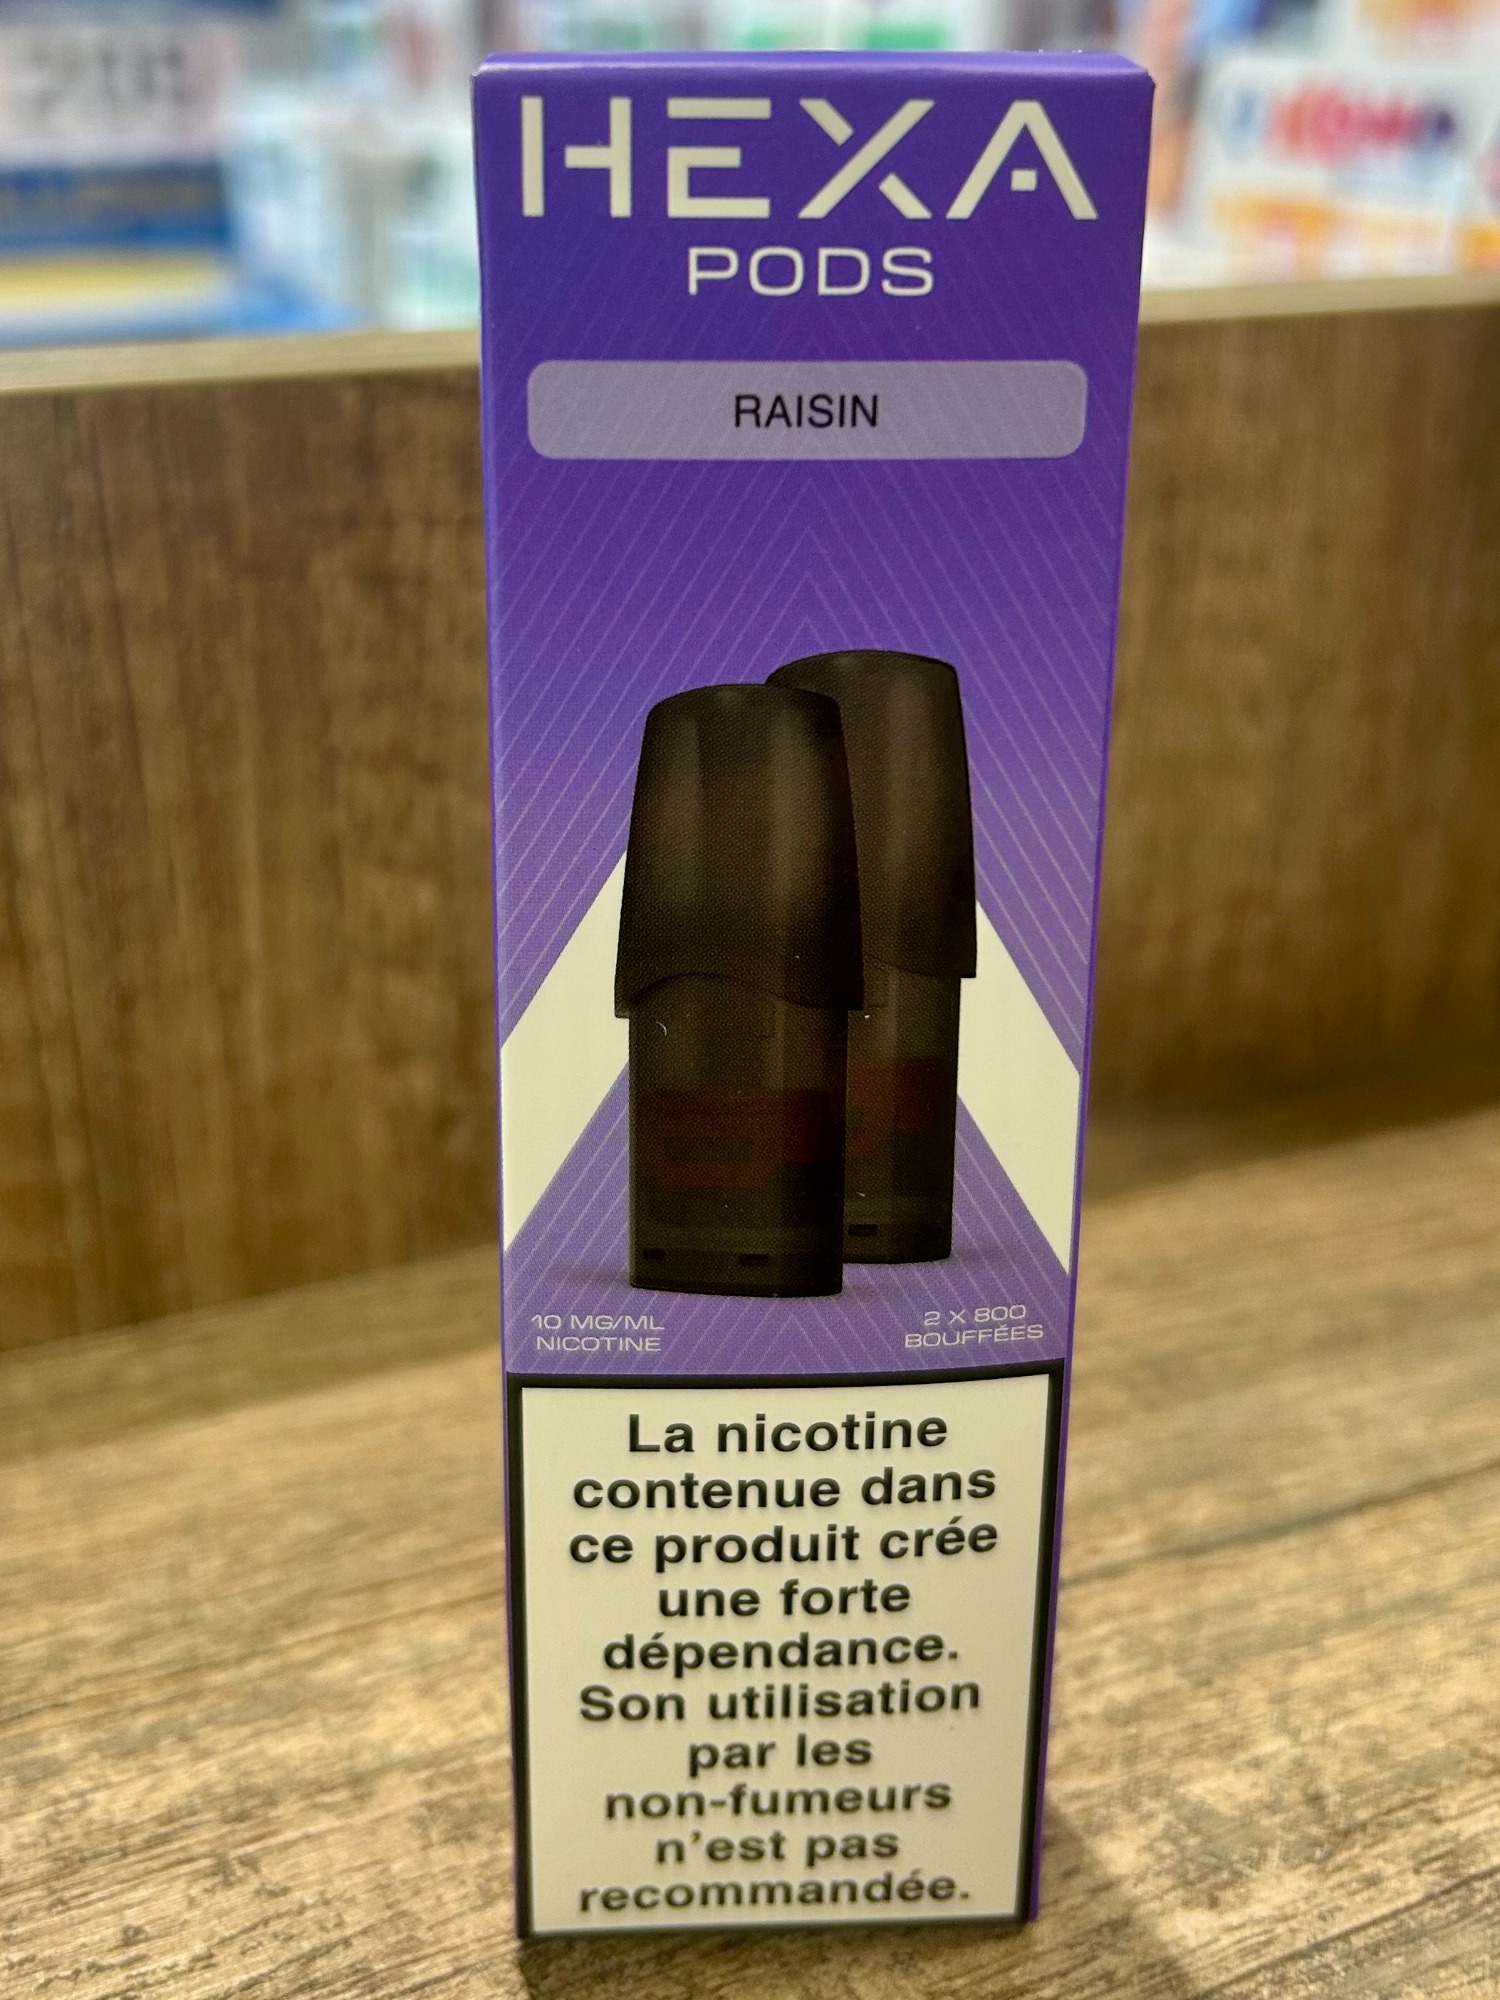 HEXA
PODS
RAISIN
10 MG/ML
NICOTINE
2 X 800
BOUFFÉES
La nicotine
contenue dans
ce produit crée
une forte
dépendance.
Son utilisation
par les
non-fumeurs
n'est pas
recommandée.